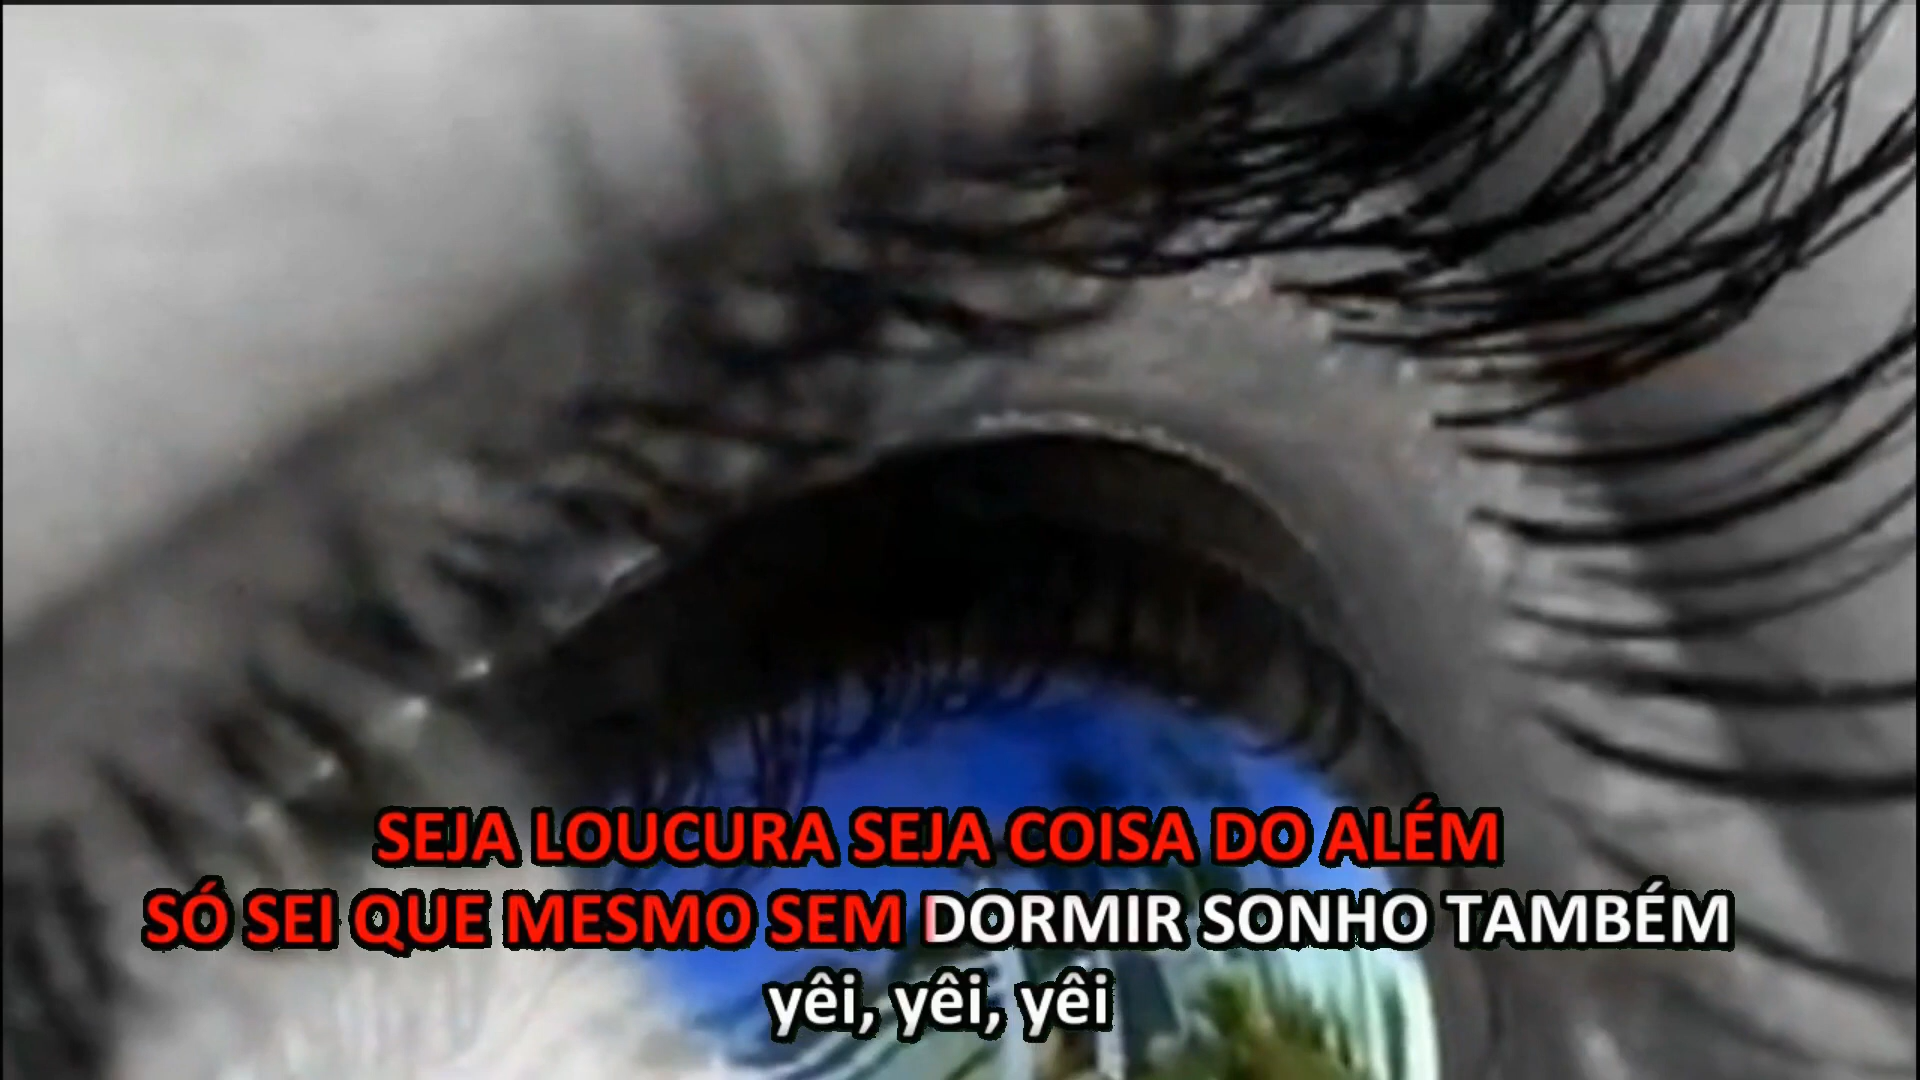 SEJA LOUCURA SEJA COISA DO ALÉM
SÓ SEI QUE MESMO SEM DORMIR SONHO TAMBÉM
yêi, yêi, yêi